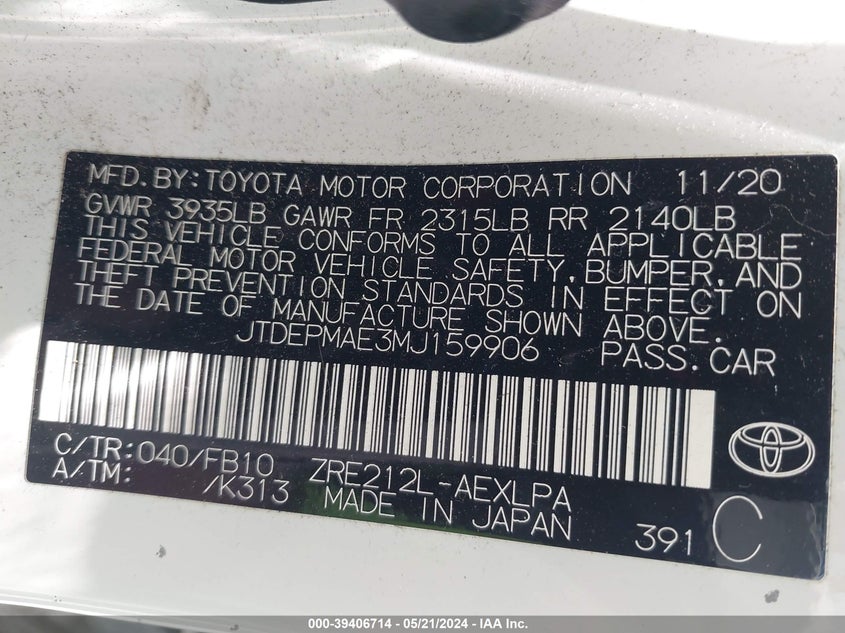 MFD.BY:TOYOTA MOTOR CORPORATION 11/20
GVWR 3935LB GAWR FR 2315LB RR 2140LB
THIS VEHICLE CONFORMS TO ALL APPLICABLE
FEDERAL MOTOR VEHICLE SAFETY,BUMPER,AND
THEFT PREVENTION STANDARDS IN EFFECT ON
THE DATE OF MANUFACTURE SHOWN ABOVE.
JTDEPMAE3MJ159906 PASS.CAR
C/TR:040/FB10 ZRE212L-AEXLPA
A/TM: /K313 MADE IN JAPAN 391 C
000-39406714 - 05/21/2024 - IAA Inc.